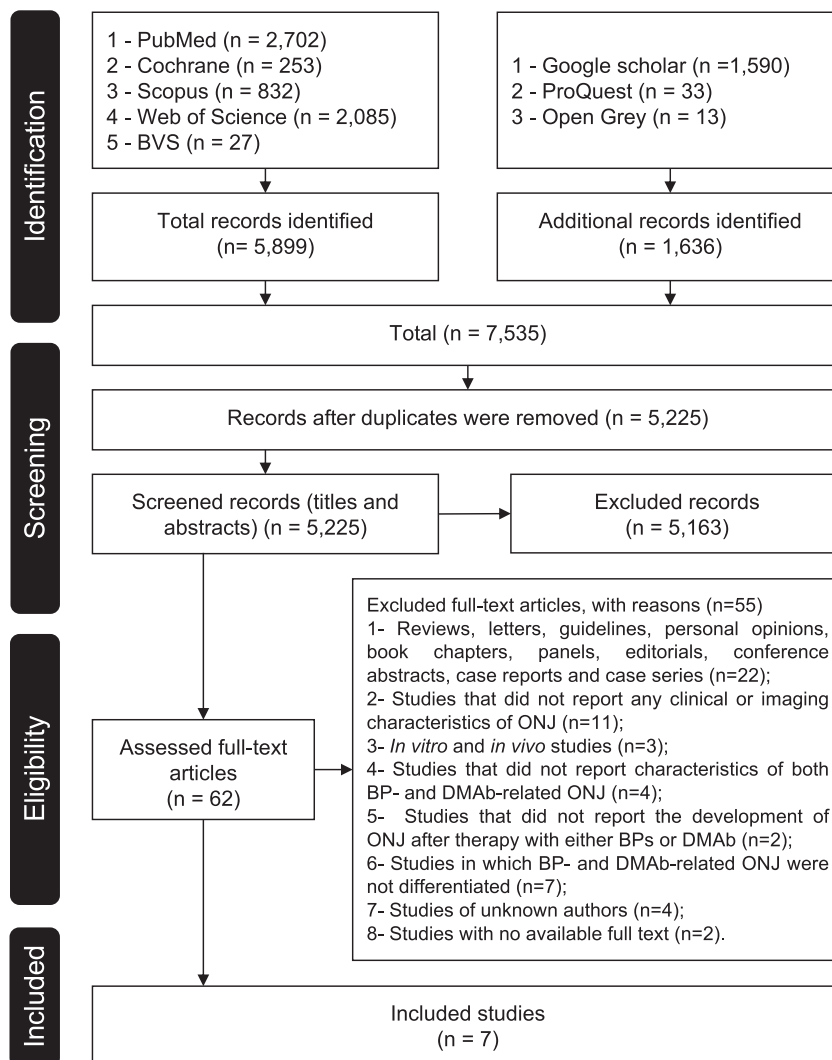 Identification
1 - PubMed (n = 2,702)
2 - Cochrane (n = 253)
3 - Scopus (n = 832)
4 - Web of Science (n = 2,085)
5 - BVS (n = 27)
1 - Google scholar (n =1,590)
2 - ProQuest (n = 33)
3 - Open Grey (n = 13)
Total records identified
(n= 5,899)
Additional records identified
(n = 1,636)
Total (n = 7,535)
Screening
Records after duplicates were removed (n = 5,225)
Screened records (titles and
abstracts) (n = 5,225)
Excluded records
(n = 5,163)
Eligibility
Assessed full-text
articles
(n = 62)
Excluded full-text articles, with reasons (n=55)
1- Reviews, letters, guidelines, personal opinions,
book chapters, panels, editorials, conference
abstracts, case reports and case series (n=22);
2- Studies that did not report any clinical or imaging
characteristics of ONJ (n=11);
3- In vitro and in vivo studies (n=3);
4- Studies that did not report characteristics of both
BP- and DMAb-related ONJ (n=4);
5- Studies that did not report the development of
ONJ after therapy with either BPs or DMAb (n=2);
6- Studies in which BP- and DMAb-related ONJ were
not differentiated (n=7);
7- Studies of unknown authors (n=4);
8- Studies with no available full text (n=2).
Included
Included studies
(n = 7)